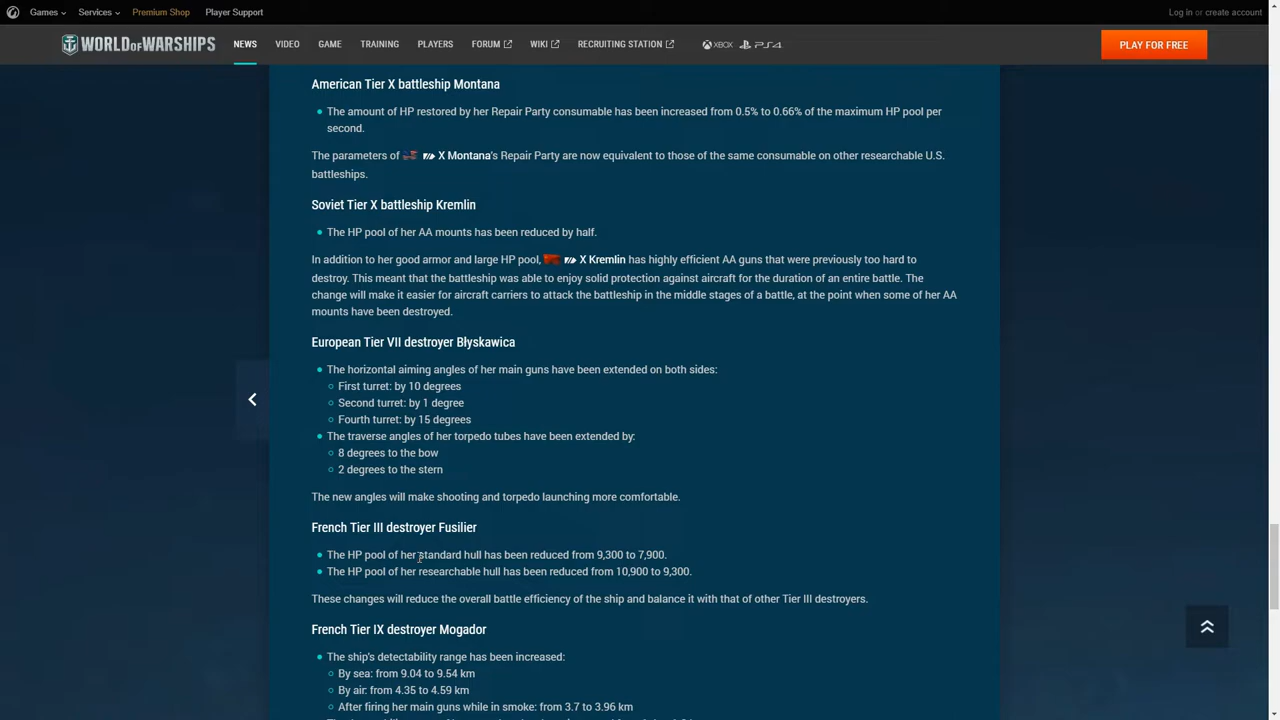 Games Services Premium Shop Player Support Log in or create account
WORLD OF WARSHIPS NEWS VIDEO GAME TRAINING PLAYERS FORUM WIKI RECRUITING STATION XBOX PS4 PLAY FOR FREE
American Tier X battleship Montana
The amount of HP restored by her Repair Party consumable has been increased from 0.5% to 0.66% of the maximum HP pool per
second.
The parameters of X Montana's Repair Party are now equivalent to those of the same consumable on other researchable U.S.
battleships.
Soviet Tier X battleship Kremlin
The HP pool of her AA mounts has been reduced by half.
In addition to her good armor and large HP pool, X Kremlin has highly efficient AA guns that were previously too hard to
destroy. This meant that the battleship was able to enjoy solid protection against aircraft for the duration of an entire battle. The
change will make it easier for aircraft carriers to attack the battleship in the middle stages of a battle, at the point when some of her AA
mounts have been destroyed.
European Tier VII destroyer Błyskawica
The horizontal aiming angles of her main guns have been extended on both sides:
First turret: by 10 degrees
Second turret: by 1 degree
Fourth turret: by 15 degrees
The traverse angles of her torpedo tubes have been extended by:
8 degrees to the bow
2 degrees to the stern
The new angles will make shooting and torpedo launching more comfortable.
French Tier III destroyer Fusilier
The HP pool of her standard hull has been reduced from 9,300 to 7,900.
The HP pool of her researchable hull has been reduced from 10,900 to 9,300.
These changes will reduce the overall battle efficiency of the ship and balance it with that of other Tier III destroyers.
French Tier IX destroyer Mogador
The ship's detectability range has been increased:
By sea: from 9.04 to 9.54 km
By air: from 4.35 to 4.59 km
After firing her main guns while in smoke: from 3.7 to 3.96 km